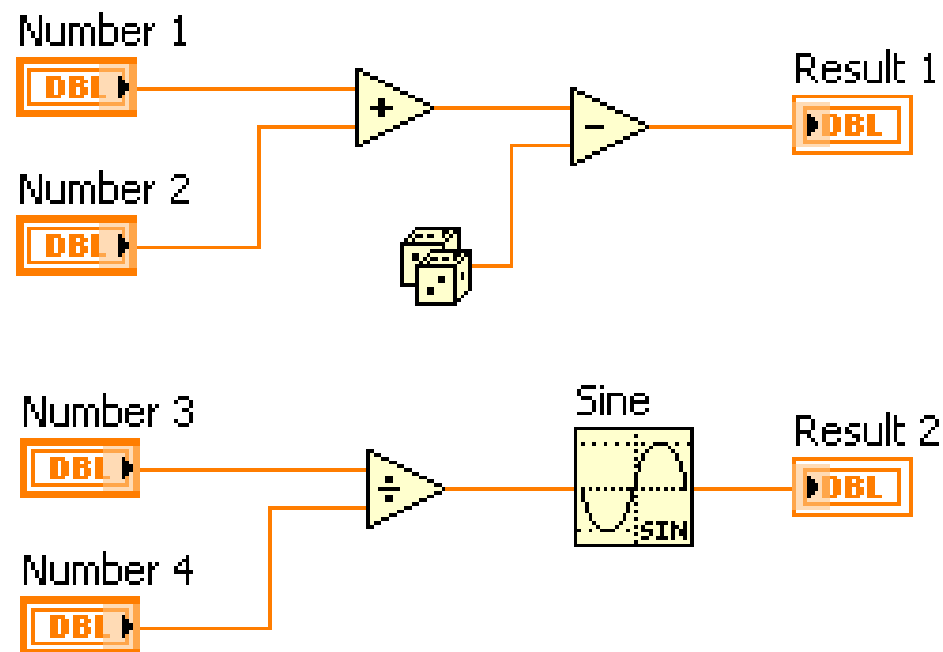 Number 1
DBL
Result 1
DBL
Number 2
DBL
Number 3
DBL
Sine
SIN
Result 2
DBL
Number 4
DBL